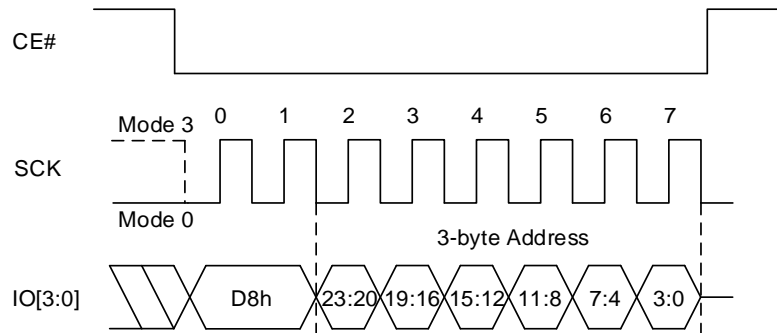 CE#
0 1 2 3 4 5 6 7
Mode 3
SCK
Mode 0
3-byte Address
IO[3:0] D8h 23:20 19:16 15:12 11:8 7:4 3:0